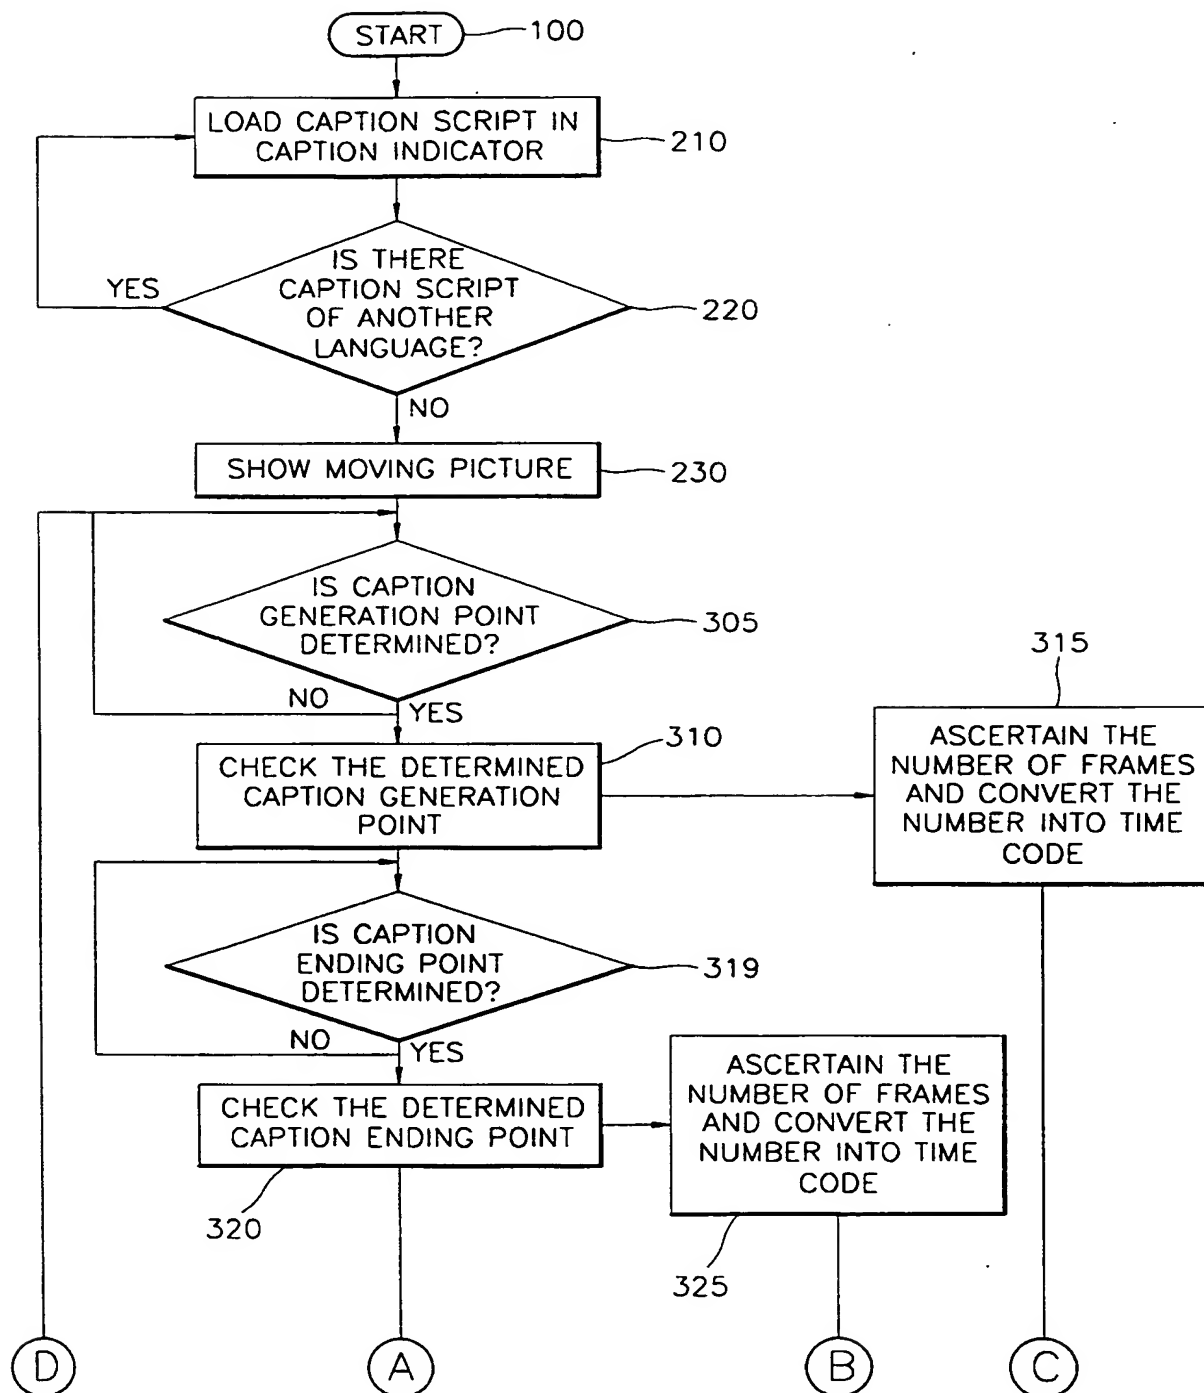 START
100
LOAD CAPTION SCRIPT IN
CAPTION INDICATOR
210
IS THERE
CAPTION SCRIPT
OF ANOTHER
LANGUAGE?
YES
220
NO
SHOW MOVING PICTURE
230
IS CAPTION
GENERATION POINT
DETERMINED?
305
NO
YES
315
ASCERTAIN THE
NUMBER OF FRAMES
AND CONVERT THE
NUMBER INTO TIME
CODE
310
CHECK THE DETERMINED
CAPTION GENERATION
POINT
IS CAPTION
ENDING POINT
DETERMINED?
319
NO
YES
CHECK THE DETERMINED
CAPTION ENDING POINT
320
ASCERTAIN THE
NUMBER OF FRAMES
AND CONVERT THE
NUMBER INTO TIME
CODE
325
D
A
B
C